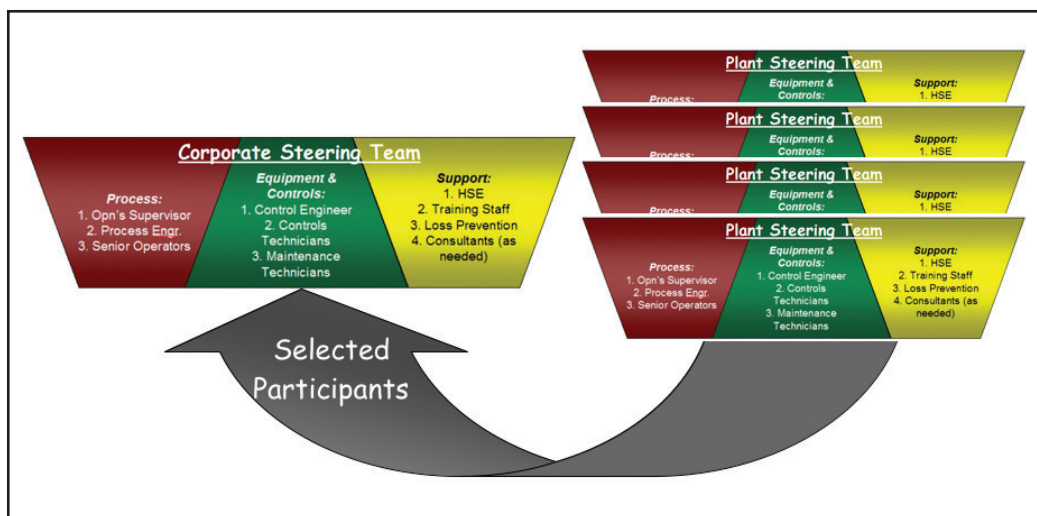 Corporate Steering Team
Process:
1. Opn's Supervisor
2. Process Engr.
3. Senior Operators
Equipment &
Controls:
1. Control Engineer
2. Controls
Technicians
3. Maintenance
Technicians
Support:
1. HSE
2. Training Staff
3. Loss Prevention
4. Consultants (as
needed)
Plant Steering Team
Process:
Equipment &
Controls:
Support:
1. HSE
Plant Steering Team
Process:
Equipment &
Controls:
Support:
1. HSE
Plant Steering Team
Process:
Equipment &
Controls:
Support:
1. HSE
Plant Steering Team
Process:
1. Opn's Supervisor
2. Process Engr.
3. Senior Operators
Equipment &
Controls:
1. Control Engineer
2. Controls
Technicians
3. Maintenance
Technicians
Support:
1. HSE
2. Training Staff
3. Loss Prevention
4. Consultants (as
needed)
Selected
Participants